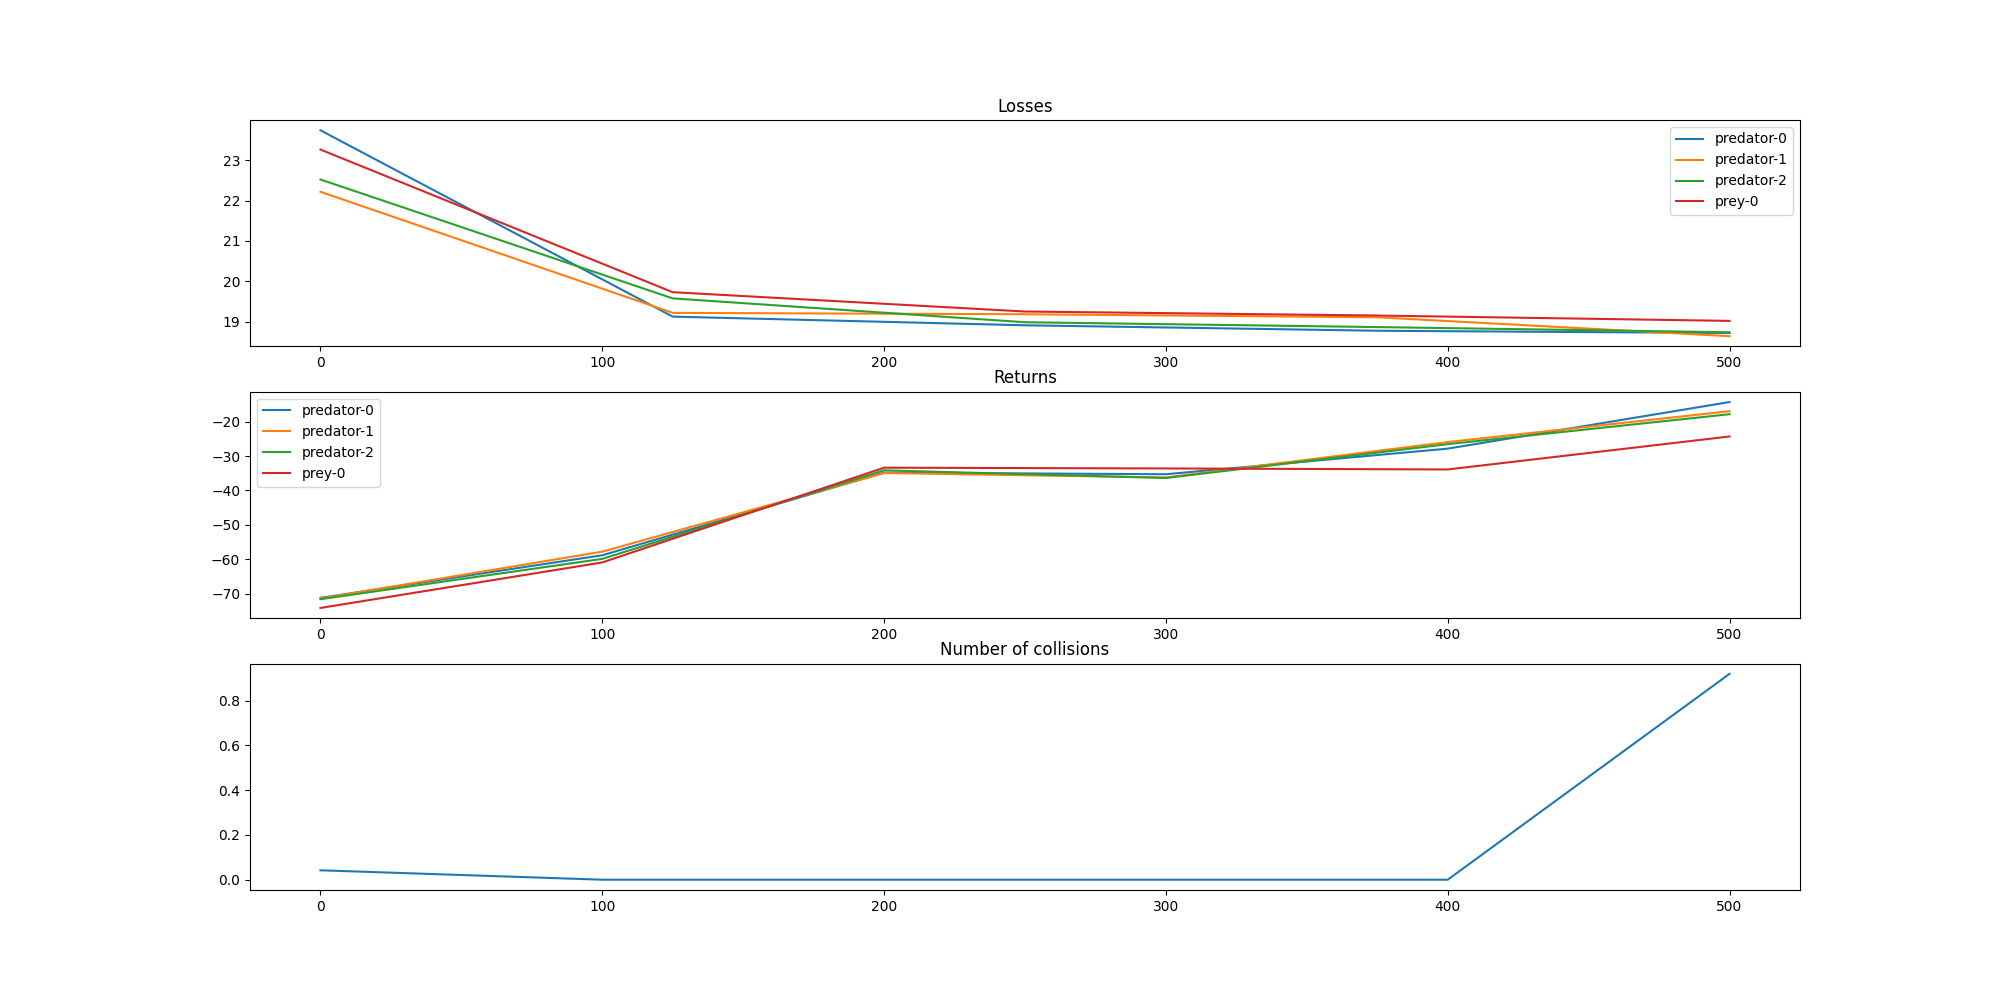 Losses
23
22
21
20
19
predator-0
predator-1
predator-2
prey-0
0 100 200 300 400 500
Returns
−20
−30
−40
−50
−60
−70
predator-0
predator-1
predator-2
prey-0
0 100 200 300 400 500
Number of collisions
0.8
0.6
0.4
0.2
0.0
0 100 200 300 400 500